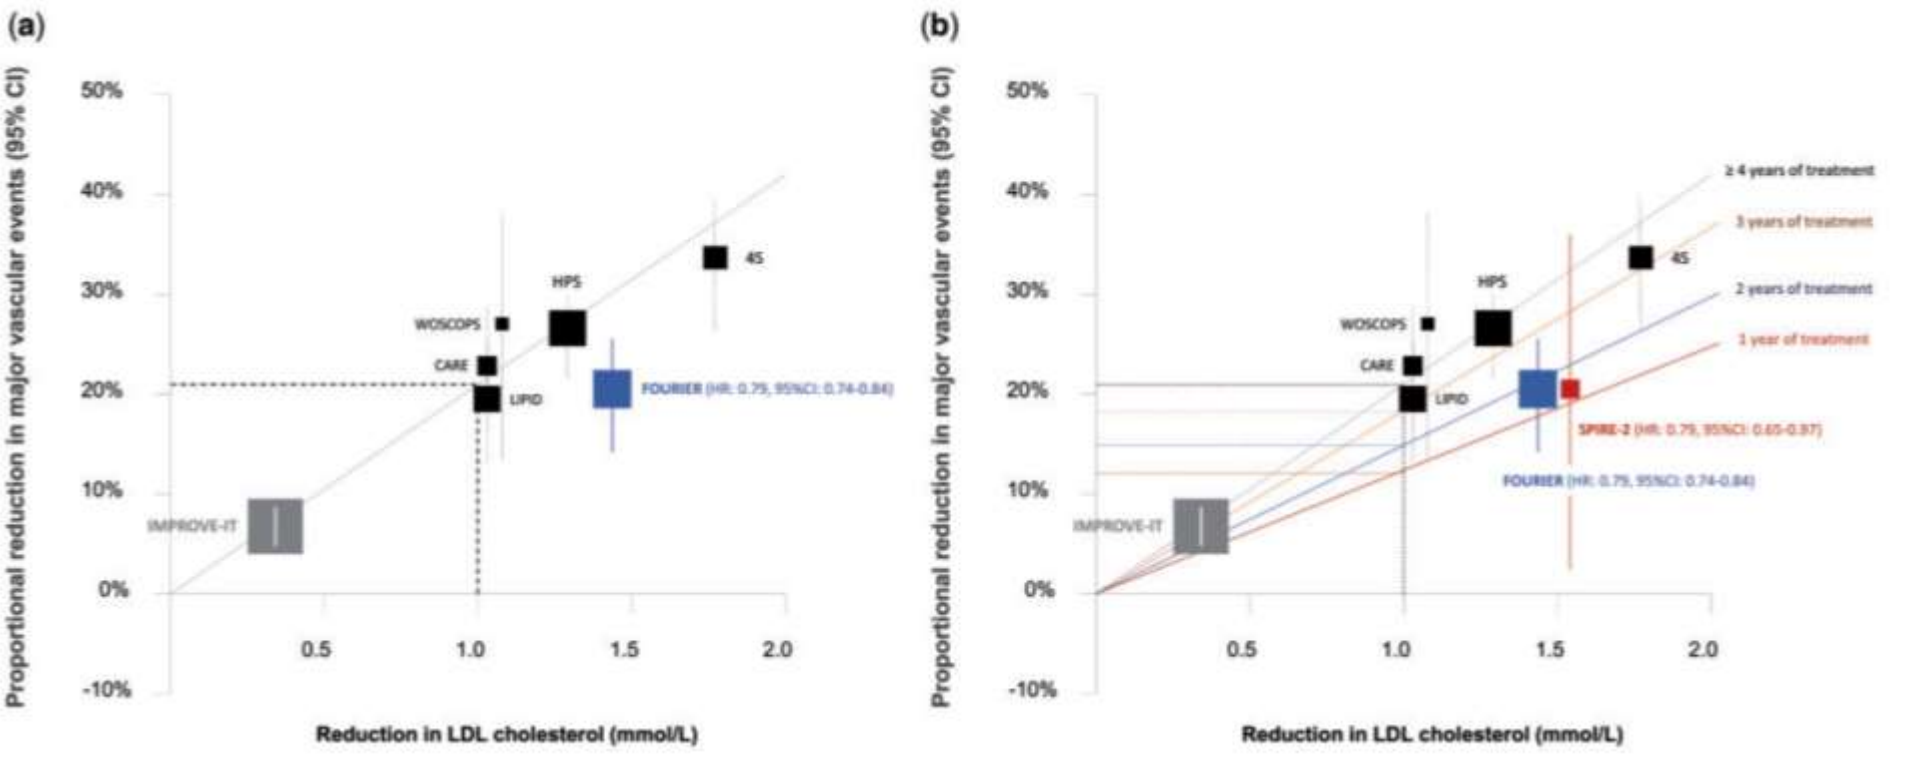 (a)
Proportional reduction in major vascular events (95% CI)
50%
40%
30%
20%
10%
0%
-10%
4S
HPS
WOSCOPS
CARE
LIPID
FOURIER (HR: 0.79, 95%CI: 0.74-0.84)
IMPROVE-IT
0.5
1.0
1.5
2.0
Reduction in LDL cholesterol (mmol/L)
(b)
Proportional reduction in major vascular events (95% CI)
50%
40%
30%
20%
10%
0%
-10%
≥ 4 years of treatment
3 years of treatment
4S
HPS
2 years of treatment
WOSCOPS
1 year of treatment
CARE
LIPID
SPIRE-2 (HR: 0.79, 95%CI: 0.65-0.97)
FOURIER (HR: 0.79, 95%CI: 0.74-0.84)
IMPROVE-IT
0.5
1.0
1.5
2.0
Reduction in LDL cholesterol (mmol/L)